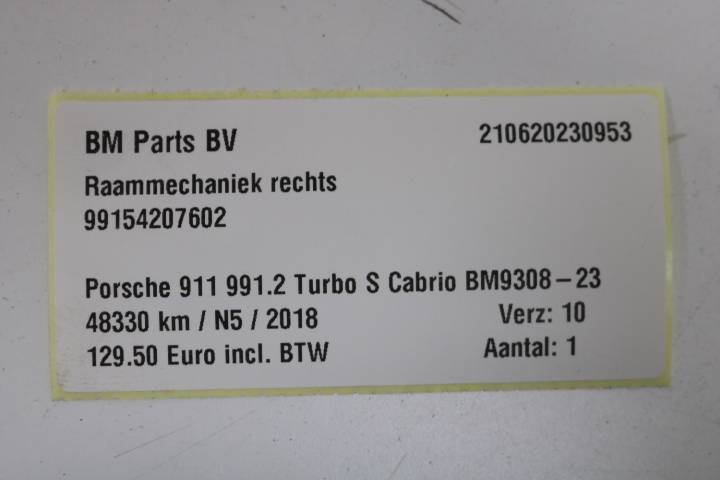 BM Parts BV 210620230953
Raammechaniek rechts
99154207602
Porsche 911 991.2 Turbo S Cabrio BM9308-23
48330 km / N5 / 2018 Verz: 10
129.50 Euro incl. BTW Aantal: 1